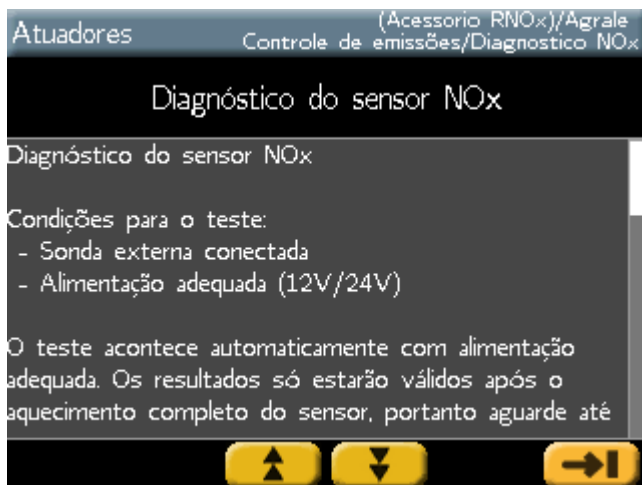 Atuadores
(Acessorio RNOx)/Agrale
Controle de emissões/Diagnostico NOx
Diagnóstico do sensor NOx
Diagnóstico do sensor NOx
Condições para o teste:
- Sonda externa conectada
- Alimentação adequada (12V/24V)
O teste acontece automaticamente com alimentação
adequada. Os resultados só estarão válidos após o
aquecimento completo do sensor, portanto aguarde até